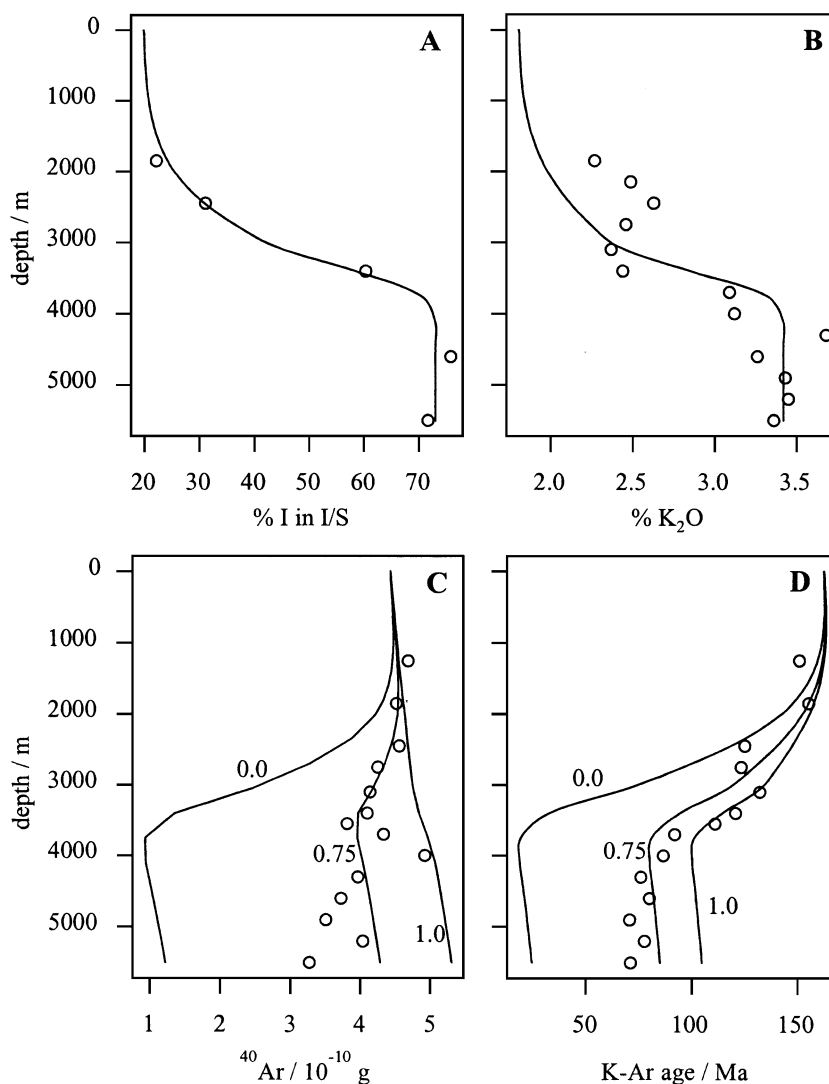 0
1000
2000
3000
4000
5000
depth / m
A
20 30 40 50 60 70
% I in I/S
B
2.0 2.5 3.0 3.5
% K₂O
0
1000
2000
3000
4000
5000
depth / m
C
0.0
0.75
1.0
1 2 3 4 5
⁴⁰Ar / 10⁻¹⁰ g
D
0.0
0.75
1.0
50 100 150
K-Ar age / Ma